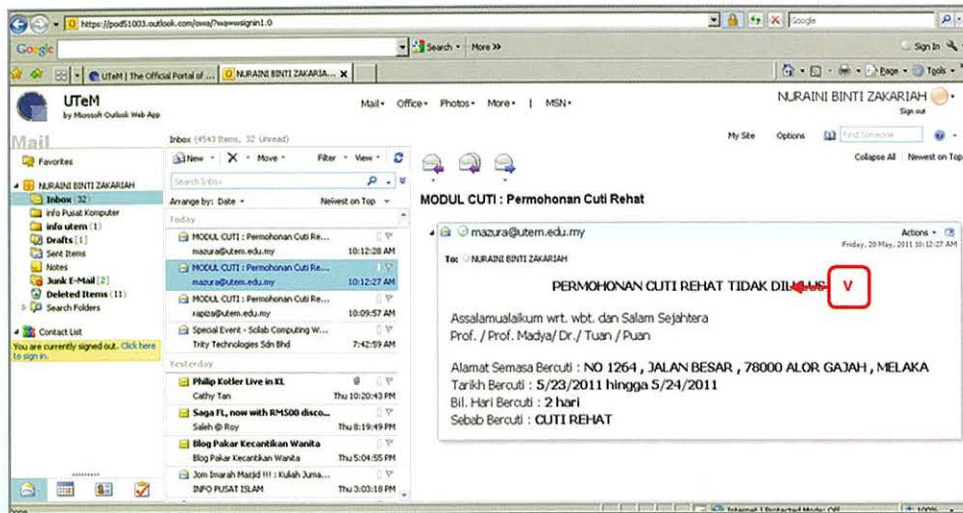 https://pod51003.outlook.com/owa/?wa=wsignin1.0
Google
Google
Search
More >>
Sign In
UTeM | The Official Portal of ...
NURAINI BINTI ZAKARIA...
Page
Tools
UTeM
by Microsoft Outlook Web App
Mail Office Photos More | MSN
NURAINI BINTI ZAKARIAH
Sign out
Mail
Inbox (4543 Items, 32 Unread)
My Site Options Find Someone
Favorites
New Move Filter View
Collapse All Newest on Top
NURAINI BINTI ZAKARIAH
Inbox (32)
info Pusat Komputer
info utem (1)
Drafts [1]
Sent Items
Notes
Junk E-Mail [2]
Deleted Items (11)
Search Folders
Contact List
You are currently signed out. Click here to sign in.
Search Inbox
Arrange by: Date Newest on Top
Today
MODUL CUTI : Permohonan Cuti Re...
mazura@utem.edu.my 10:12:28 AM
MODUL CUTI : Permohonan Cuti Re...
mazura@utem.edu.my 10:12:27 AM
MODUL CUTI : Permohonan Cuti Re...
rapiza@utem.edu.my 10:09:57 AM
Special Event - Scilab Computing W...
Trity Technologies Sdn Bhd 7:42:59 AM
Yesterday
Philip Kotler Live in KL
Cathy Tan Thu 10:20:43 PM
Saga FL, now with RM500 disco...
Saleh @ Roy Thu 8:19:49 PM
Blog Pakar Kecantikan Wanita
Blog Pakar Kecantikan Wanita Thu 5:04:55 PM
Jom Imarah Masjid !!! : Kuliah Juma...
INFO PUSAT ISLAM Thu 3:03:18 PM
MODUL CUTI : Permohonan Cuti Rehat
mazura@utem.edu.my
Actions
Friday, 20 May, 2011 10:12:27 AM
To: NURAINI BINTI ZAKARIAH
PERMOHONAN CUTI REHAT TIDAK DILULUS
V
Assalamualaikum wrt. wbt. dan Salam Sejahtera
Prof. / Prof. Madya/ Dr./ Tuan / Puan
Alamat Semasa Bercuti : NO 1264 , JALAN BESAR , 78000 ALOR GAJAH , MELAKA
Tarikh Bercuti : 5/23/2011 hingga 5/24/2011
Bil. Hari Bercuti : 2 hari
Sebab Bercuti : CUTI REHAT
Internet | Protected Mode: Off
100%